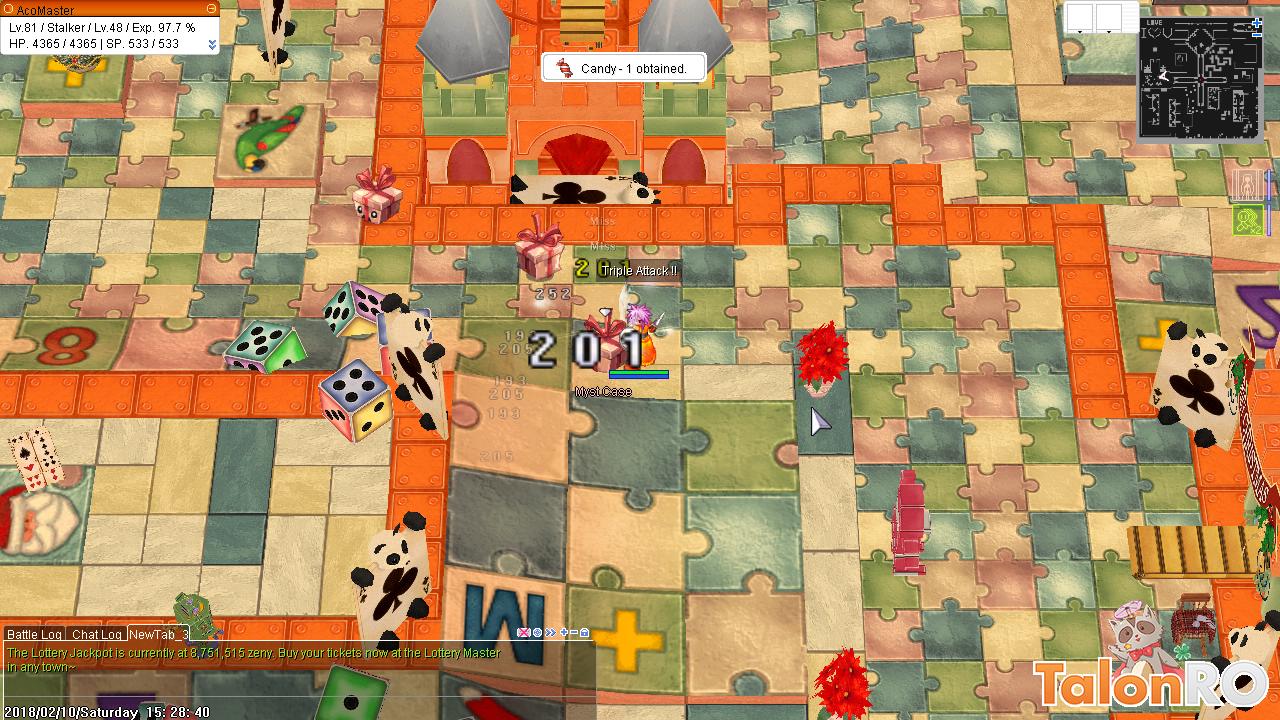 AcoMaster
Lv.81 / Stalker / Lv.48 / Exp. 97.7 %
HP. 4365 / 4365 | SP. 533 / 533
Candy - 1 obtained.
LOVE
Miss
Miss
201
Triple Attack !!
252
201
205
193
205
193
205
Myst Case
8
M
x2
Battle Log
Chat Log
NewTab_3
The Lottery Jackpot is currently at 8,751,515 zeny. Buy your tickets now at the Lottery Master
in any town~
2018/02/10/Saturday 15:28:40
TalonRO